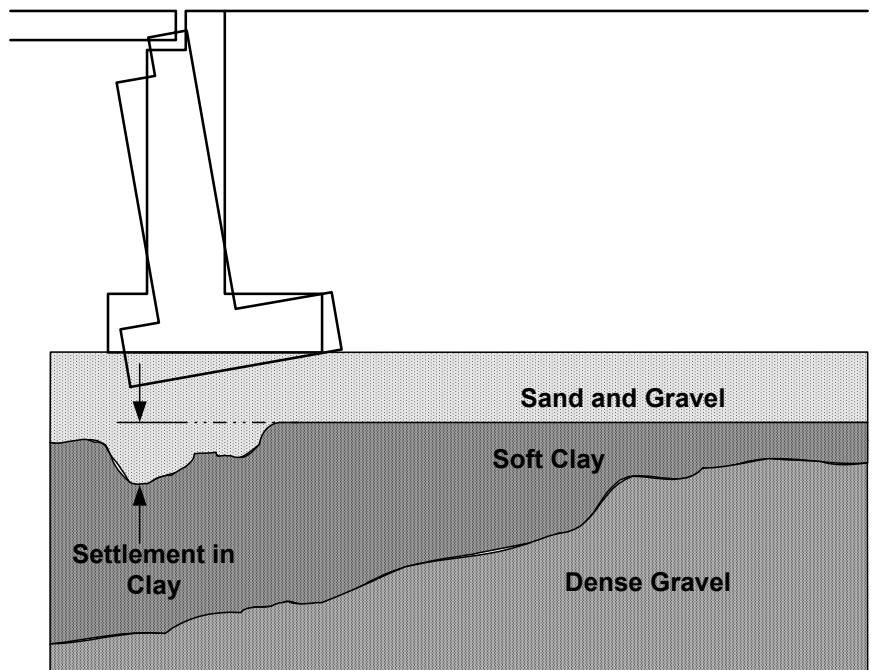 Sand and Gravel
Soft Clay
Settlement in
Clay
Dense Gravel